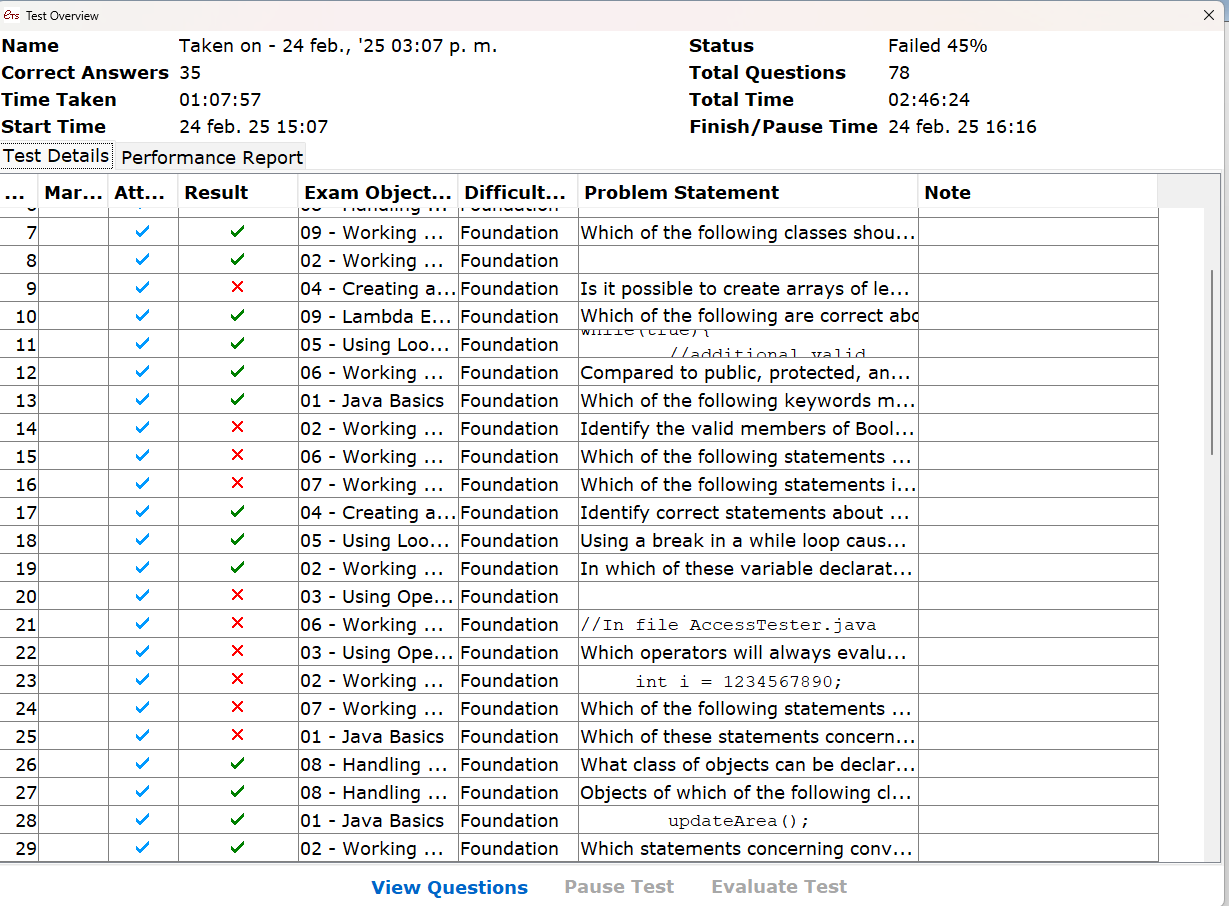 ETS Test Overview
Name Taken on - 24 feb., '25 03:07 p. m. Status Failed 45%
Correct Answers 35 Total Questions 78
Time Taken 01:07:57 Total Time 02:46:24
Start Time 24 feb. 25 15:07 Finish/Pause Time 24 feb. 25 16:16
Test Details Performance Report
... Mar... Att... Result Exam Object... Difficult... Problem Statement Note
7 09 - Working ... Foundation Which of the following classes shou...
8 02 - Working ... Foundation
9 04 - Creating a... Foundation Is it possible to create arrays of le...
10 09 - Lambda E... Foundation Which of the following are correct abo
11 05 - Using Loo... Foundation while(true){
//additional valid
12 06 - Working ... Foundation Compared to public, protected, an...
13 01 - Java Basics Foundation Which of the following keywords m...
14 02 - Working ... Foundation Identify the valid members of Bool...
15 06 - Working ... Foundation Which of the following statements ...
16 07 - Working ... Foundation Which of the following statements i...
17 04 - Creating a... Foundation Identify correct statements about ...
18 05 - Using Loo... Foundation Using a break in a while loop caus...
19 02 - Working ... Foundation In which of these variable declarat...
20 03 - Using Ope... Foundation
21 06 - Working ... Foundation //In file AccessTester.java
22 03 - Using Ope... Foundation Which operators will always evalu...
23 02 - Working ... Foundation int i = 1234567890;
24 07 - Working ... Foundation Which of the following statements ...
25 01 - Java Basics Foundation Which of these statements concern...
26 08 - Handling ... Foundation What class of objects can be declar...
27 08 - Handling ... Foundation Objects of which of the following cl...
28 01 - Java Basics Foundation updateArea();
29 02 - Working ... Foundation Which statements concerning conv...
View Questions Pause Test Evaluate Test